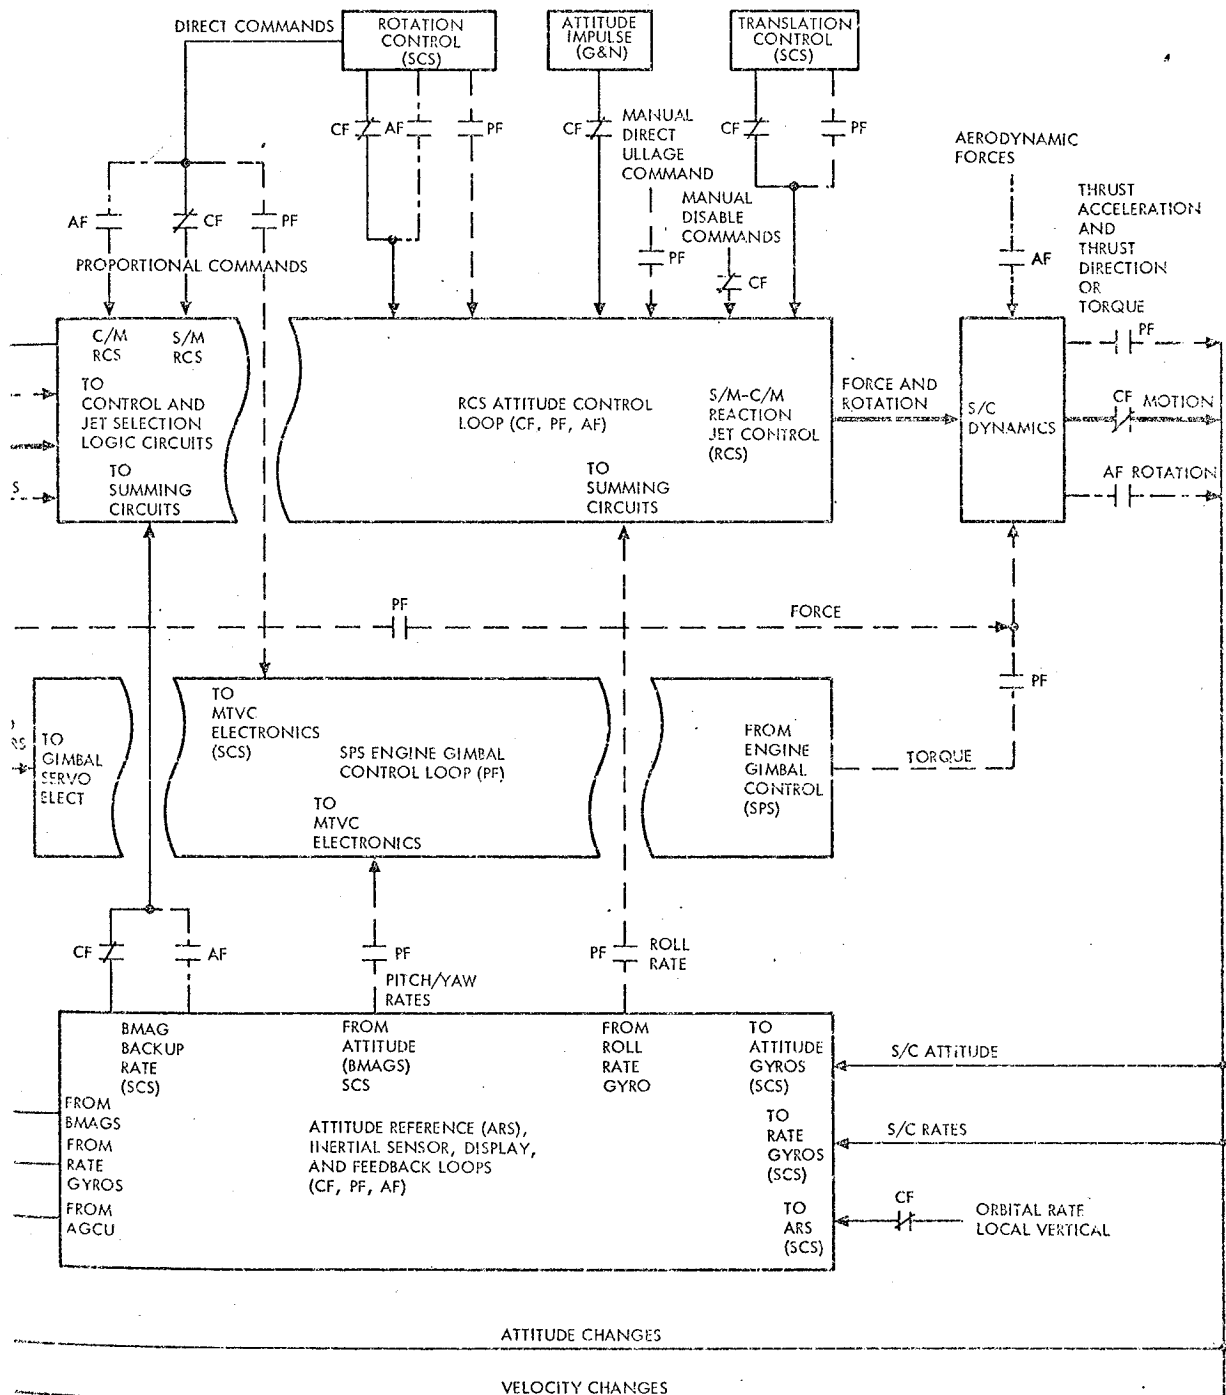 DIRECT COMMANDS
ROTATION
CONTROL
(SCS)
ATTITUDE
IMPULSE
(G&N)
TRANSLATION
CONTROL
(SCS)
CF
AF
PF
CF
MANUAL
DIRECT
ULLAGE
COMMAND
CF
PF
AERODYNAMIC
FORCES
AF
CF
PF
PF
MANUAL
DISABLE
COMMANDS
CF
AF
THRUST
ACCELERATION
AND
THRUST
DIRECTION
OR
TORQUE
PROPORTIONAL COMMANDS
C/M
RCS
S/M
RCS
TO
CONTROL AND
JET SELECTION
LOGIC CIRCUITS
TO
SUMMING
CIRCUITS
S
RCS ATTITUDE CONTROL
LOOP (CF, PF, AF)
S/M-C/M
REACTION
JET CONTROL
(RCS)
TO
SUMMING
CIRCUITS
FORCE AND
ROTATION
S/C
DYNAMICS
PF
CF MOTION
AF ROTATION
PF
FORCE
PF
RS
TO
GIMBAL
SERVO
ELECT
TO
MTVC
ELECTRONICS
(SCS)
SPS ENGINE GIMBAL
CONTROL LOOP (PF)
TO
MTVC
ELECTRONICS
FROM
ENGINE
GIMBAL
CONTROL
(SPS)
TORQUE
CF
AF
PF
PITCH/YAW
RATES
PF
ROLL
RATE
BMAG
BACKUP
RATE
(SCS)
FROM
ATTITUDE
(BMAGS)
SCS
FROM
ROLL
RATE
GYRO
TO
ATTITUDE
GYROS
(SCS)
S/C ATTITUDE
FROM
BMAGS
FROM
RATE
GYROS
FROM
AGCU
ATTITUDE REFERENCE (ARS),
INERTIAL SENSOR, DISPLAY,
AND FEEDBACK LOOPS
(CF, PF, AF)
TO
RATE
GYROS
(SCS)
S/C RATES
TO
ARS
(SCS)
CF
ORBITAL RATE
LOCAL VERTICAL
ATTITUDE CHANGES
VELOCITY CHANGES